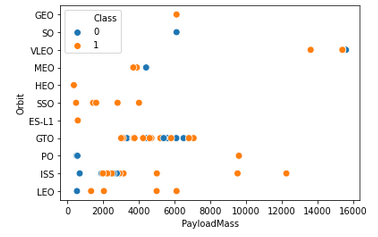 Class
0
1
GEO
SO
VLEO
MEO
HEO
SSO
ES-L1
GTO
PO
ISS
LEO
Orbit
0 2000 4000 6000 8000 10000 12000 14000 16000
PayloadMass